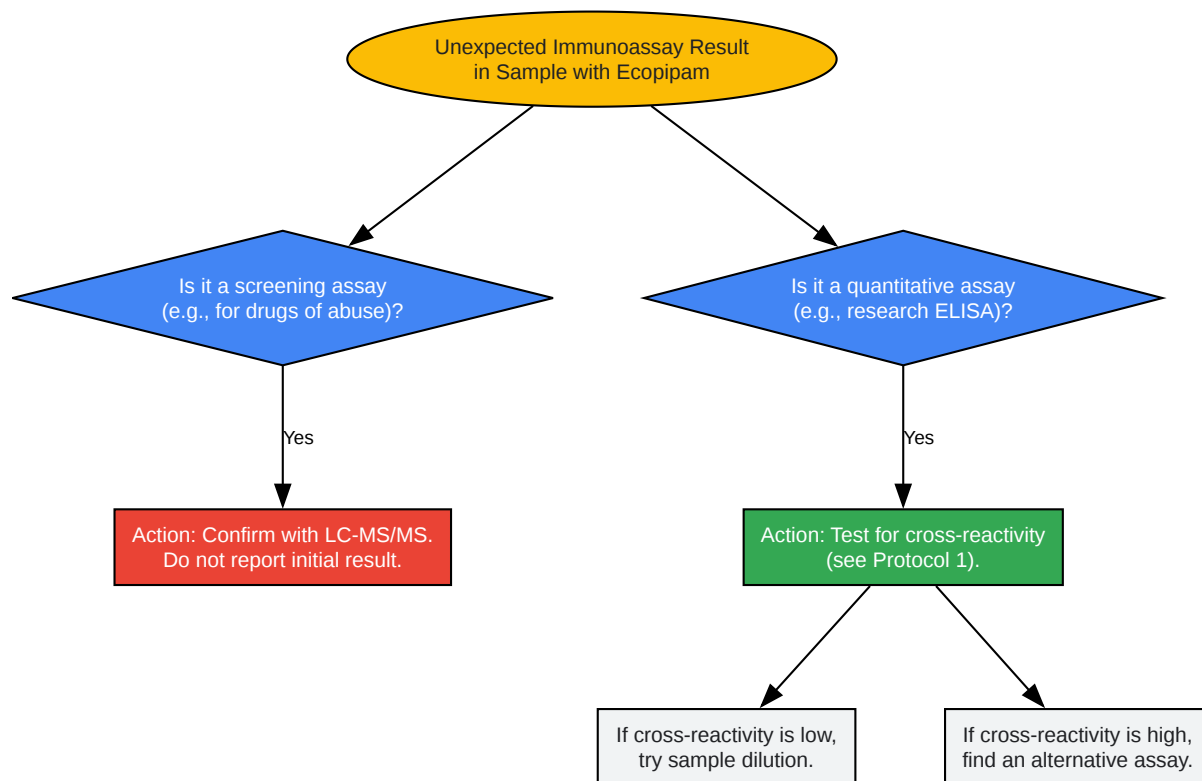 Unexpected Immunoassay Result
in Sample with Ecopipam
Is it a screening assay
(e.g., for drugs of abuse)?
Is it a quantitative assay
(e.g., research ELISA)?
Yes
Yes
Action: Confirm with LC-MS/MS.
Do not report initial result.
Action: Test for cross-reactivity
(see Protocol 1).
If cross-reactivity is low,
try sample dilution.
If cross-reactivity is high,
find an alternative assay.